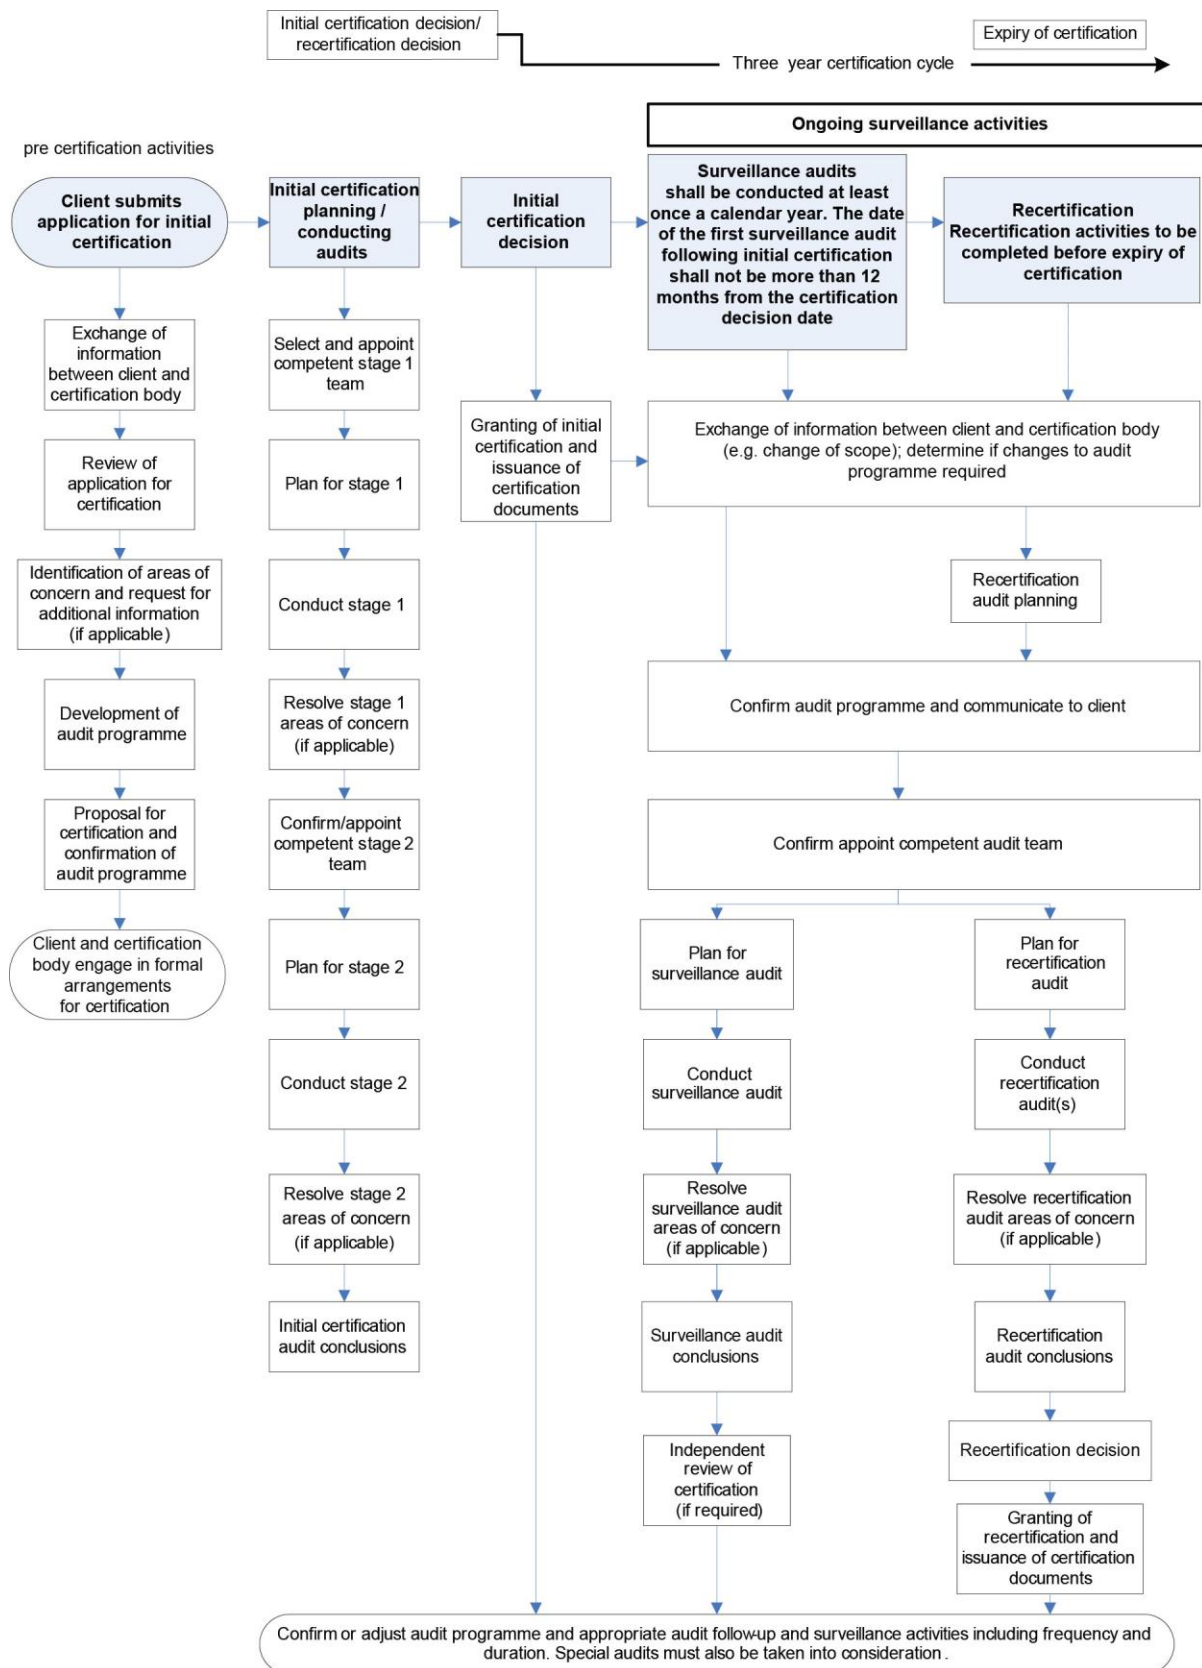 Initial certification decision/
recertification decision
Expiry of certification
Three year certification cycle
Ongoing surveillance activities
pre certification activities
Client submits
application for initial
certification
Initial certification
planning /
conducting
audits
Initial
certification
decision
Surveillance audits
shall be conducted at least
once a calendar year. The date
of the first surveillance audit
following initial certification
shall not be more than 12
months from the certification
decision date
Recertification
Recertification activities to be
completed before expiry of
certification
Exchange of
information
between client and
certification body
Review of
application for
certification
Identification of areas of
concern and request for
additional information
(if applicable)
Development of
audit programme
Proposal for
certification and
confirmation of
audit programme
Client and certification
body engage in formal
arrangements
for certification
Select and appoint
competent stage 1
team
Plan for stage 1
Conduct stage 1
Resolve stage 1
areas of concern
(if applicable)
Confirm/appoint
competent stage 2
team
Plan for stage 2
Conduct stage 2
Resolve stage 2
areas of concern
(if applicable)
Initial certification
audit conclusions
Granting of initial
certification and
issuance of
certification
documents
Exchange of information between client and certification body
(e.g. change of scope); determine if changes to audit
programme required
Recertification
audit planning
Confirm audit programme and communicate to client
Confirm appoint competent audit team
Plan for
surveillance audit
Conduct
surveillance audit
Resolve
surveillance audit
areas of concern
(if applicable)
Surveillance audit
conclusions
Independent
review of
certification
(if required)
Plan for
recertification
audit
Conduct
recertification
audit(s)
Resolve recertification
audit areas of concern
(if applicable)
Recertification
audit conclusions
Recertification decision
Granting of
recertification and
issuance of certification
documents
Confirm or adjust audit programme and appropriate audit follow-up and surveillance activities including frequency and
duration. Special audits must also be taken into consideration .